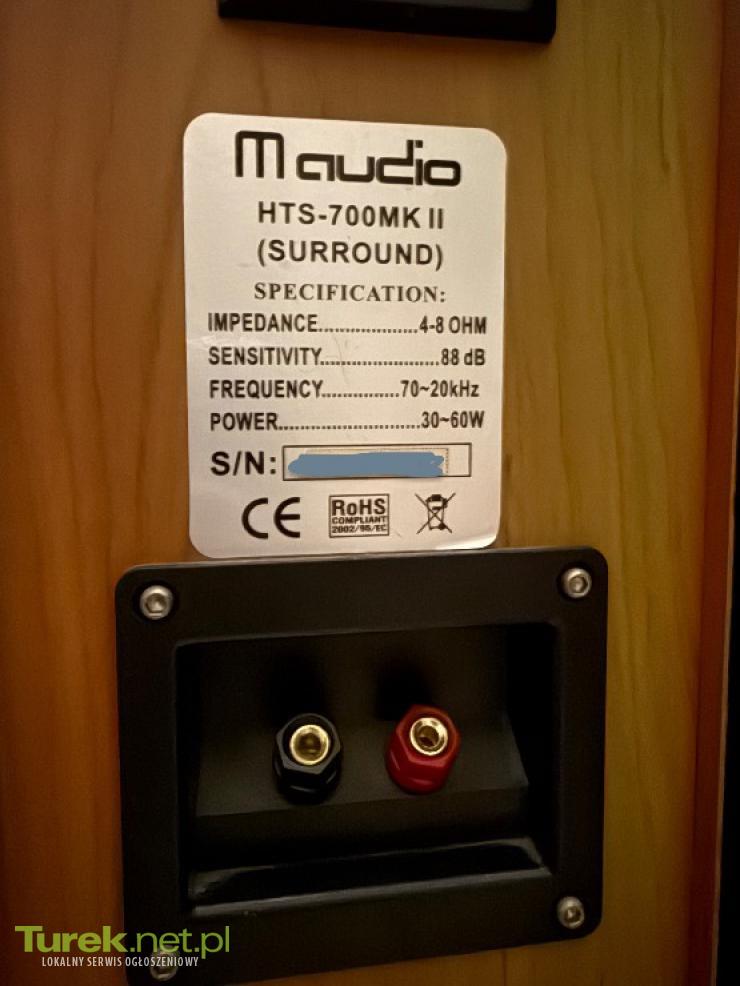 m audio
HTS-700MK II
(SURROUND)
SPECIFICATION:
IMPEDANCE...................4-8 OHM
SENSITIVITY.......................88 dB
FREQUENCY...............70~20kHz
POWER...........................30~60W
S/N:
CE
RoHS
COMPLIANT
2002/95/EC
Turek.net.pl
LOKALNY SERWIS OGŁOSZENIOWY